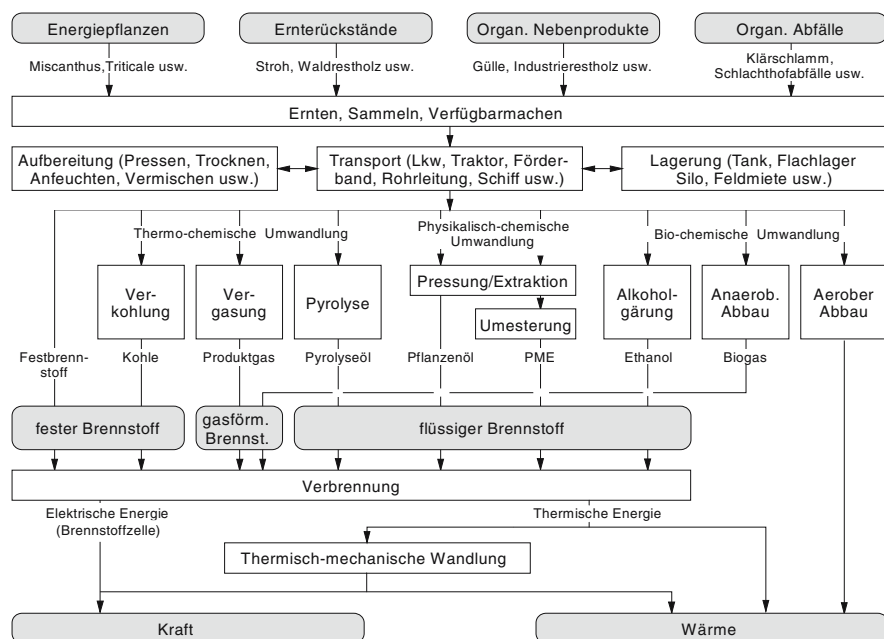 Energiepflanzen
Ernterückstände
Organ. Nebenprodukte
Organ. Abfälle
Miscanthus,Triticale usw.
Stroh, Waldrestholz usw.
Gülle, Industrierestholz usw.
Klärschlamm,
Schlachthofabfälle usw.
Ernten, Sammeln, Verfügbarmachen
Aufbereitung (Pressen, Trocknen,
Anfeuchten, Vermischen usw.)
Transport (Lkw, Traktor, Förder-
band, Rohrleitung, Schiff usw.)
Lagerung (Tank, Flachlager
Silo, Feldmiete usw.)
Thermo-chemische Umwandlung
Physikalisch-chemische
Umwandlung
Bio-chemische Umwandlung
Ver-
kohlung
Ver-
gasung
Pyrolyse
Pressung/Extraktion
Umesterung
Alkohol-
gärung
Anaerob.
Abbau
Aerober
Abbau
Festbrenn-
stoff
Kohle
Produktgas
Pyrolyseöl
Pflanzenöl
PME
Ethanol
Biogas
fester Brennstoff
gasförm.
Brennst.
flüssiger Brennstoff
Verbrennung
Elektrische Energie
(Brennstoffzelle)
Thermische Energie
Thermisch-mechanische Wandlung
Kraft
Wärme